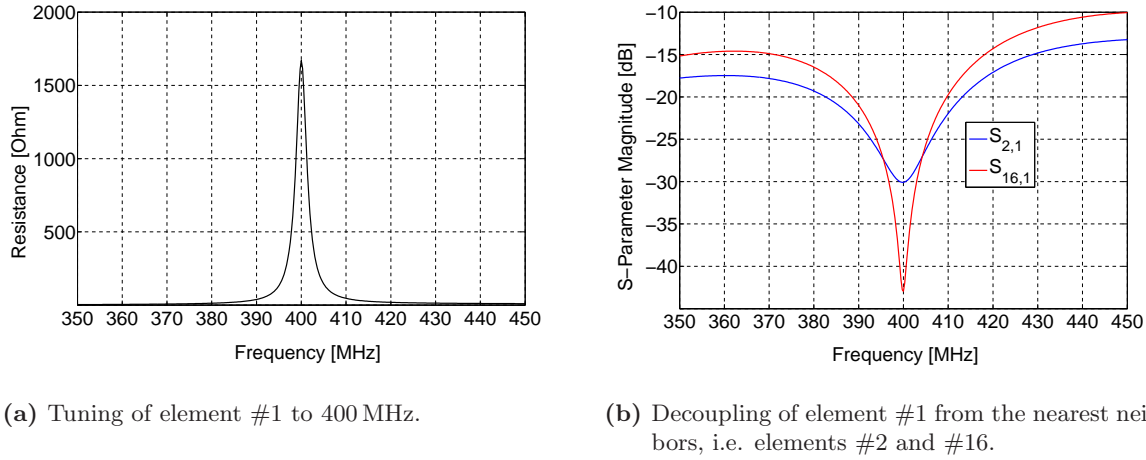 2000
1500
1000
500
Resistance [Ohm]
350 360 370 380 390 400 410 420 430 440 450
Frequency [MHz]
(a) Tuning of element #1 to 400 MHz.
−10
−15
−20
−25
−30
−35
−40
S−Parameter Magnitude [dB]
S2,1
S16,1
350 360 370 380 390 400 410 420 430 440 450
Frequency [MHz]
(b) Decoupling of element #1 from the nearest nei
bors, i.e. elements #2 and #16.